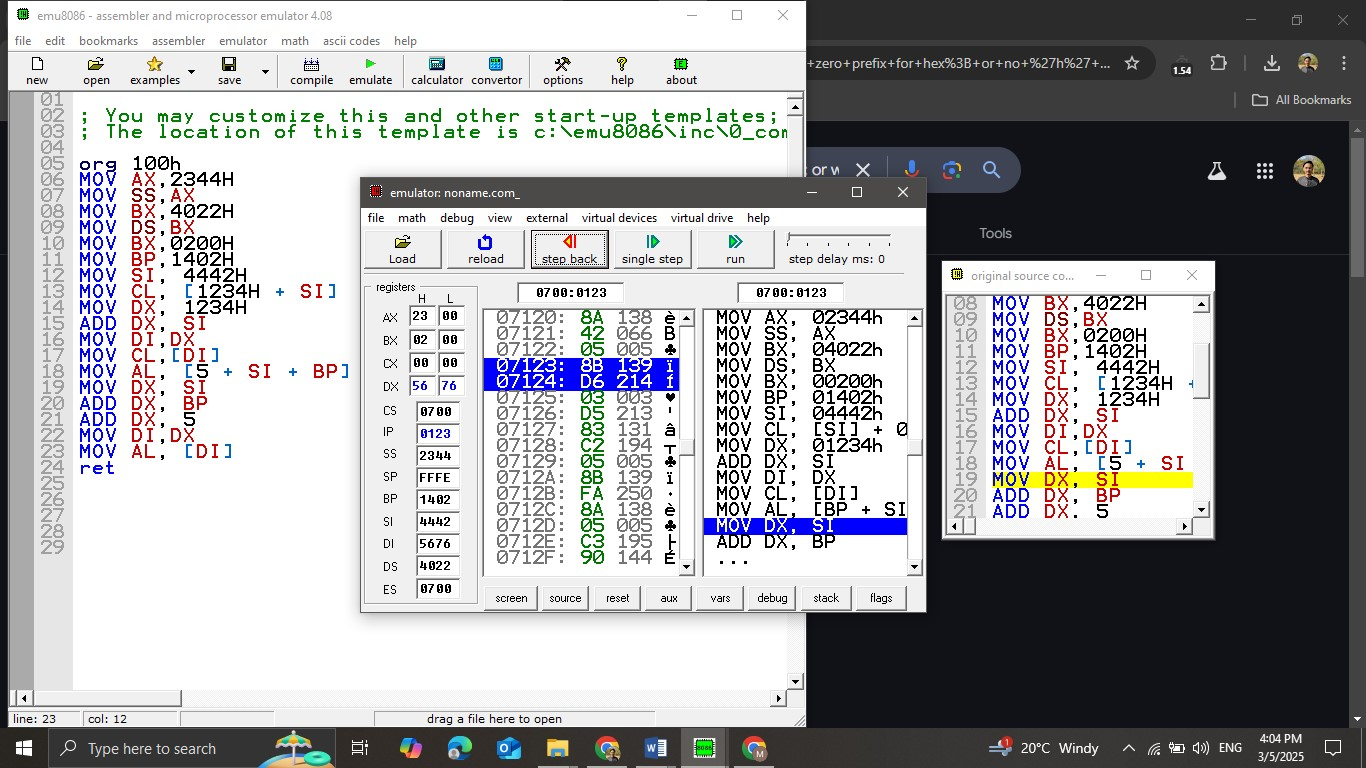 emu8086 - assembler and microprocessor emulator 4.08
file edit bookmarks assembler emulator math ascii codes help
new open examples save compile emulate calculator convertor options help about
zero prefix for hex%3B + or + no + %27h%27 + ...
1.54
All Bookmarks
01
02 ; You may customize this and other start-up templates;
03 ; The location of this template is c:\emu8086\inc\0_com
04
05 org 100h
06 MOV AX,2344H
07 MOV SS,AX
08 MOV BX,4022H
09 MOV DS,BX
10 MOV BX,0200H
11 MOV BP,1402H
12 MOV SI, 4442H
13 MOV CL, [1234H + SI]
14 MOV DX, 1234H
15 ADD DX, SI
16 MOV DI,DX
17 MOV CL,[DI]
18 MOV AL, [5 + SI + BP]
19 MOV DX, SI
20 ADD DX, BP
21 ADD DX, 5
22 MOV DI,DX
23 MOV AL, [DI]
24 ret
25
26
27
28
29
line: 23 col: 12 drag a file here to open
or w
Tools
emulator: noname.com_
file math debug view external virtual devices virtual drive help
Load reload step back single step run step delay ms: 0
registers
H L
AX 23 00
BX 02 00
CX 00 00
DX 56 76
CS 0700
IP 0123
SS 2344
SP FFFE
BP 1402
SI 4442
DI 5676
DS 4022
ES 0700
0700:0123
07120: 8A 138 è
07121: 42 066 B
07122: 05 005 ♣
07123: 8B 139 ï
07124: D6 214
07125: 03 003 ♥
07126: D5 213
07127: 83 131 â
07128: C2 194 ┬
07129: 05 005 ♣
0712A: 8B 139 ï
0712B: FA 250 ·
0712C: 8A 138 è
0712D: 05 005 ♣
0712E: C3 195 ├
0712F: 90 144 É
0700:0123
MOV AX, 02344h
MOV SS, AX
MOV BX, 04022h
MOV DS, BX
MOV BX, 00200h
MOV BP, 01402h
MOV SI, 04442h
MOV CL, [SI] + 0
MOV DX, 01234h
ADD DX, SI
MOV DI, DX
MOV CL, [DI]
MOV AL, [BP + SI
MOV DX, SI
ADD DX, BP
...
screen source reset aux vars debug stack flags
original source co...
08 MOV BX,4022H
09 MOV DS,BX
10 MOV BX,0200H
11 MOV BP,1402H
12 MOV SI, 4442H
13 MOV CL, [1234H +
14 MOV DX, 1234H
15 ADD DX, SI
16 MOV DI,DX
17 MOV CL,[DI]
18 MOV AL, [5 + SI
19 MOV DX, SI
20 ADD DX, BP
21 ADD DX, 5
Type here to search
8086
M
1
20°C Windy
ENG
4:04 PM
3/5/2025